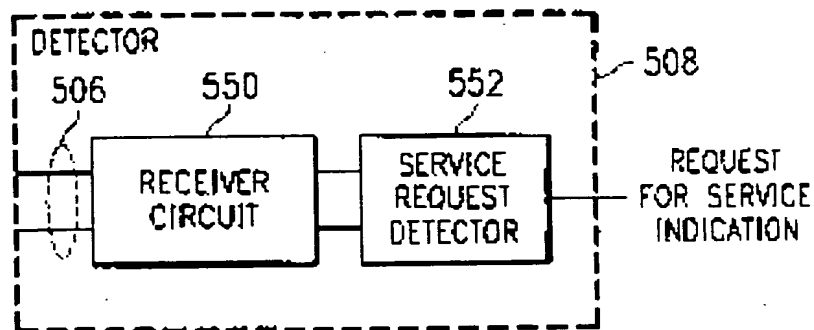 DETECTOR
508
506
550
552
RECEIVER
CIRCUIT
SERVICE
REQUEST
DETECTOR
REQUEST
FOR SERVICE
INDICATION